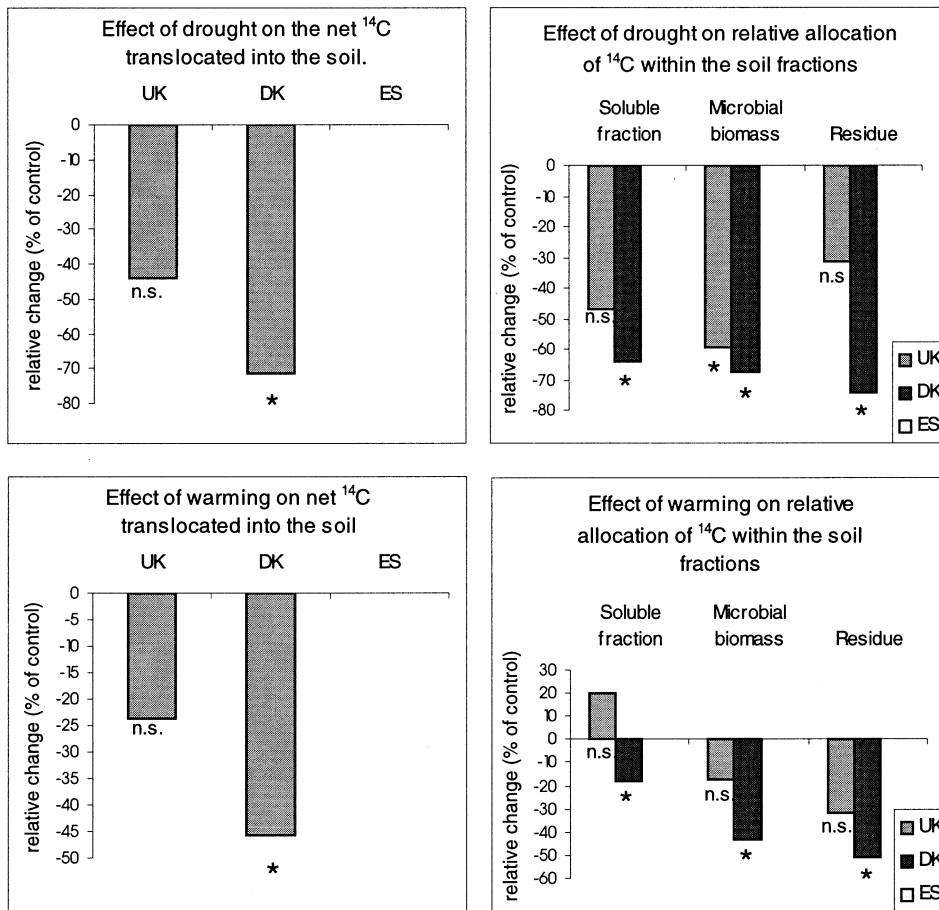 Effect of drought on the net ¹⁴C
translocated into the soil.
UK DK ES
0
-10
-20
-30
-40
-50
-60
-70
-80
relative change (% of control)
n.s.
*
Effect of drought on relative allocation
of ¹⁴C within the soil fractions
Soluble Microbial
fraction biomass Residue
0
-10
-20
-30
-40
-50
-60
-70
-80
relative change (% of control)
n.s.
*
*
*
n.s
*
UK
DK
ES
Effect of warming on net ¹⁴C
translocated into the soil
UK DK ES
0
-5
-10
-15
-20
-25
-30
-35
-40
-45
-50
relative change (% of control)
n.s.
*
Effect of warming on relative
allocation of ¹⁴C within the soil
fractions
Soluble Microbial
fraction biomass Residue
30
20
10
0
-10
-20
-30
-40
-50
-60
relative change (% of control)
n.s.
*
n.s.
*
n.s.
*
UK
DK
ES